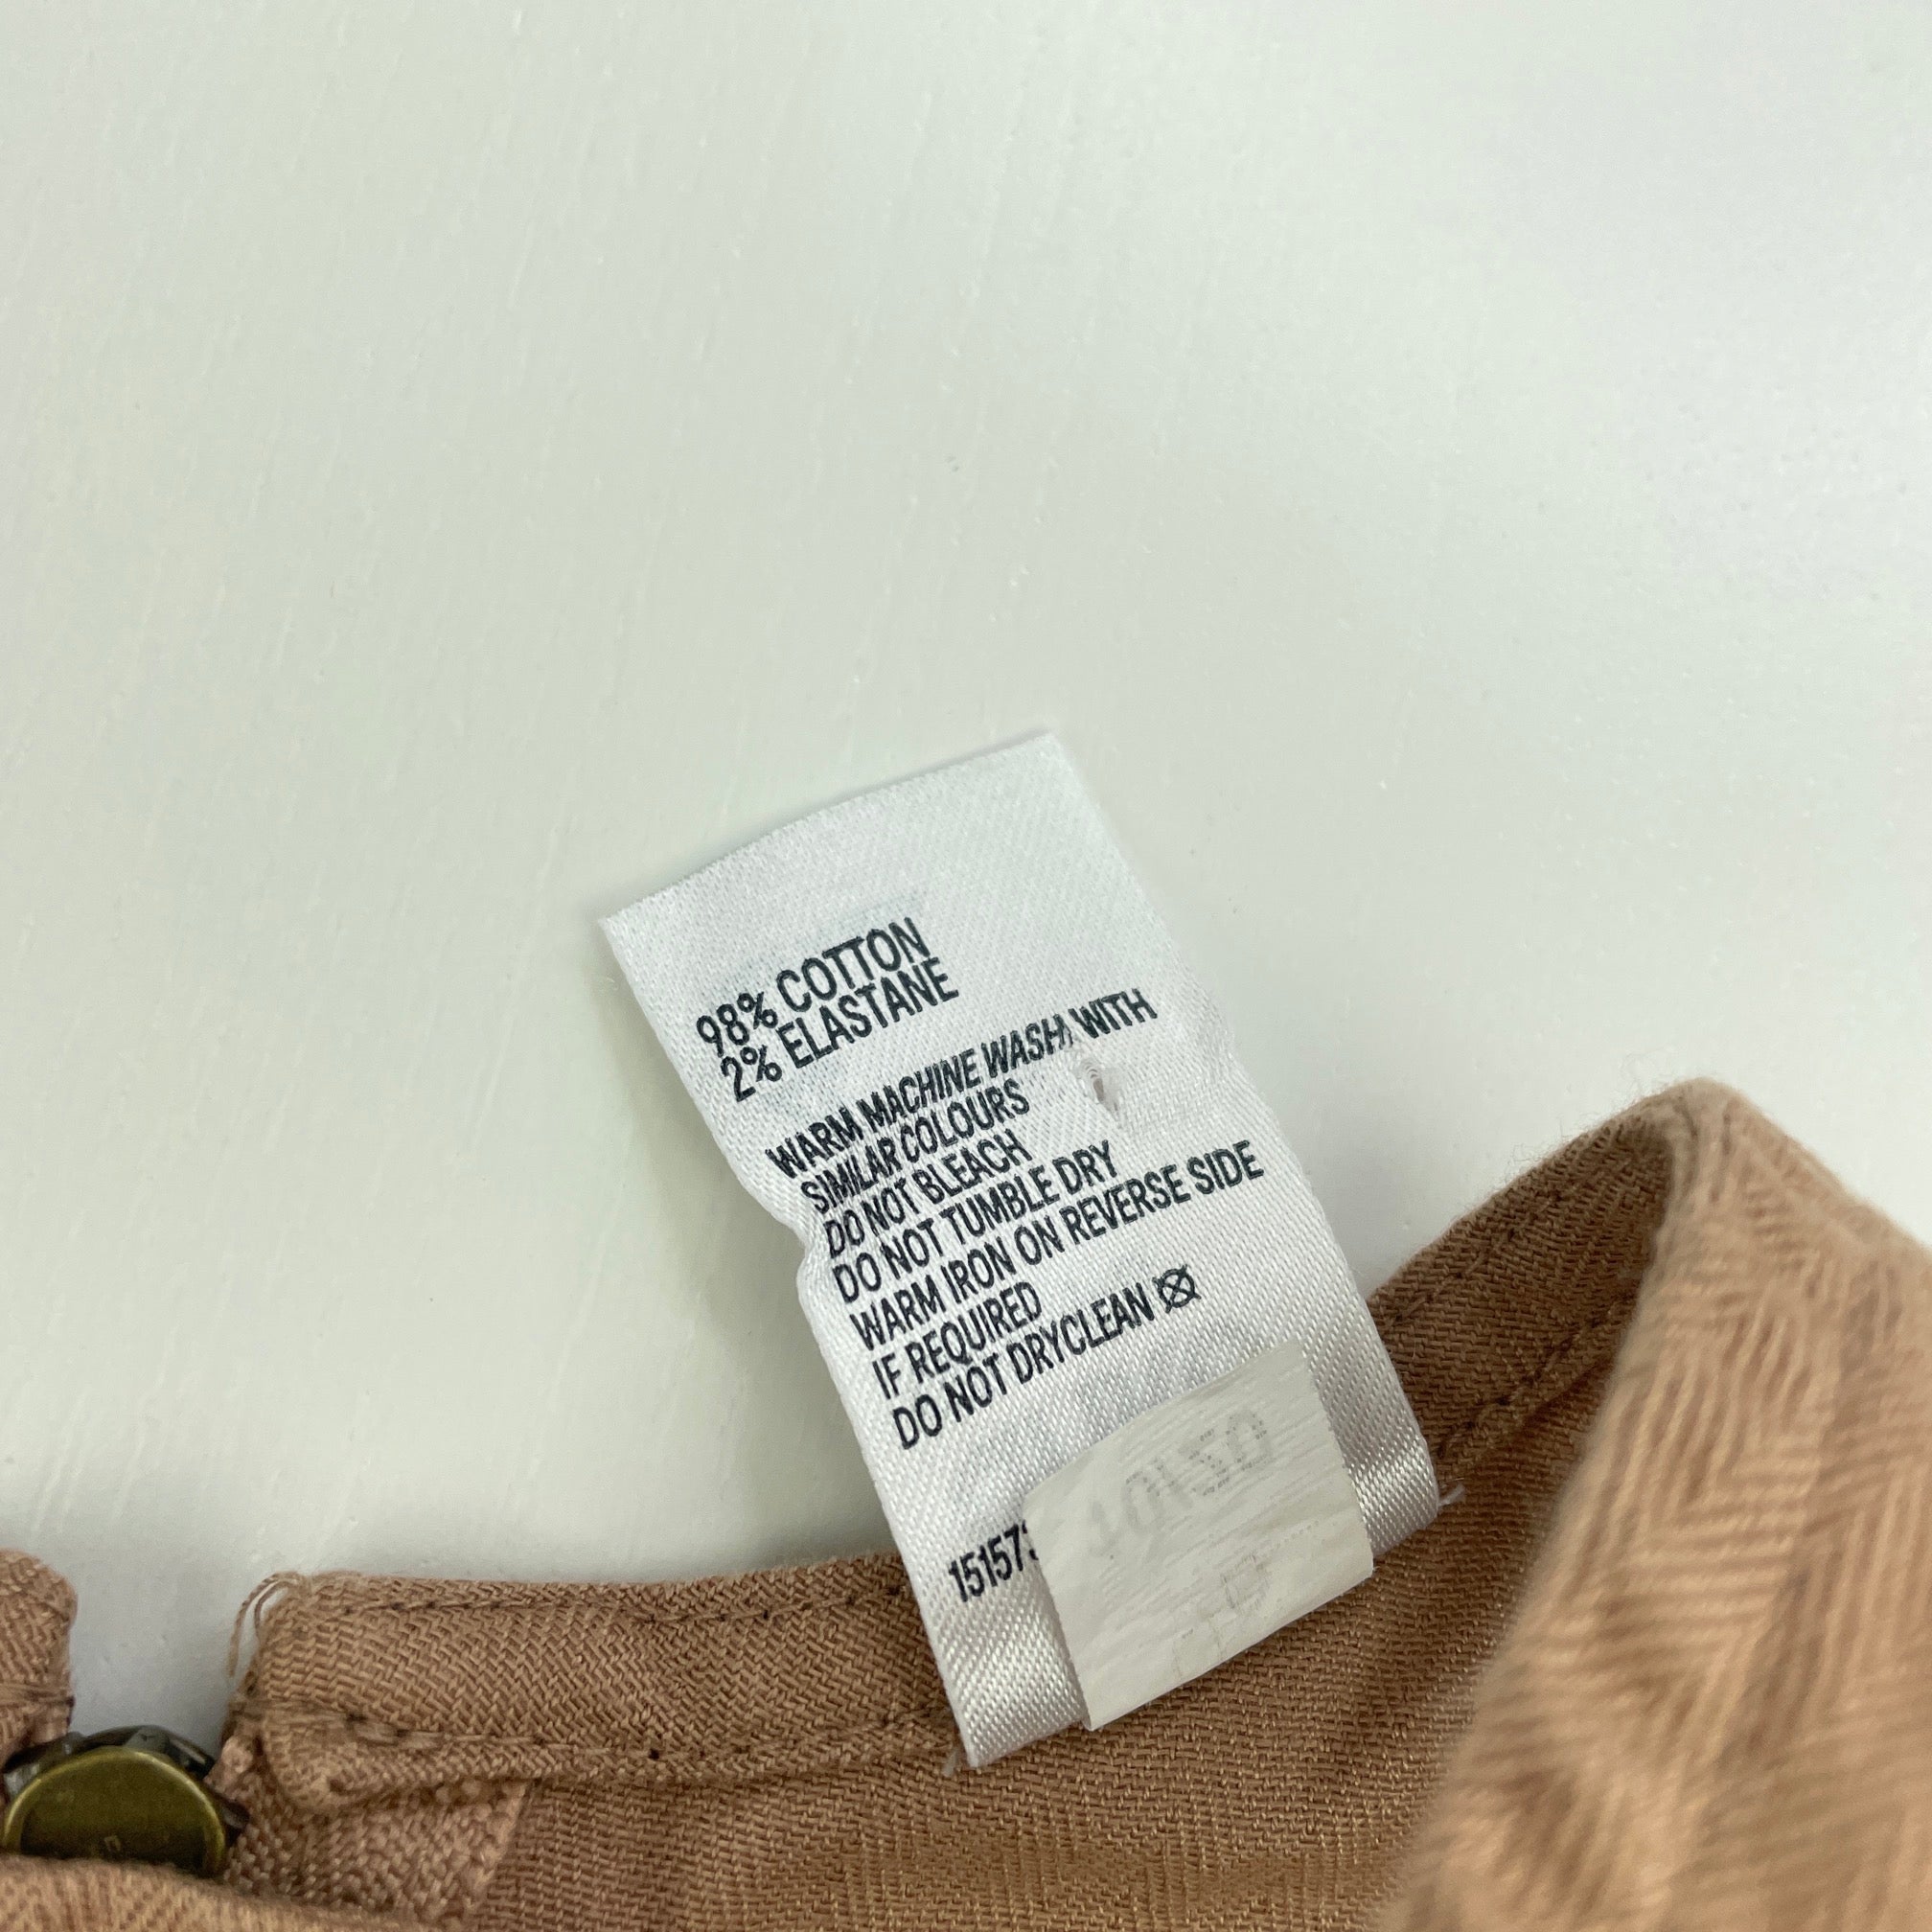 98% COTTON
2% ELASTANE
WARM MACHINE WASH WITH
SIMILAR COLOURS
DO NOT BLEACH
DO NOT TUMBLE DRY
WARM IRON ON REVERSE SIDE
IF REQUIRED
DO NOT DRYCLEAN
15157